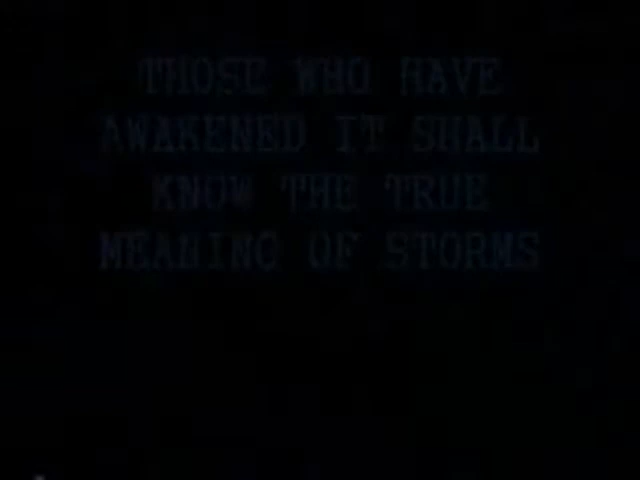 THOSE WHO HAVE
AWAKENED IT SHALL
KNOW THE TRUE
MEANING OF STORMS